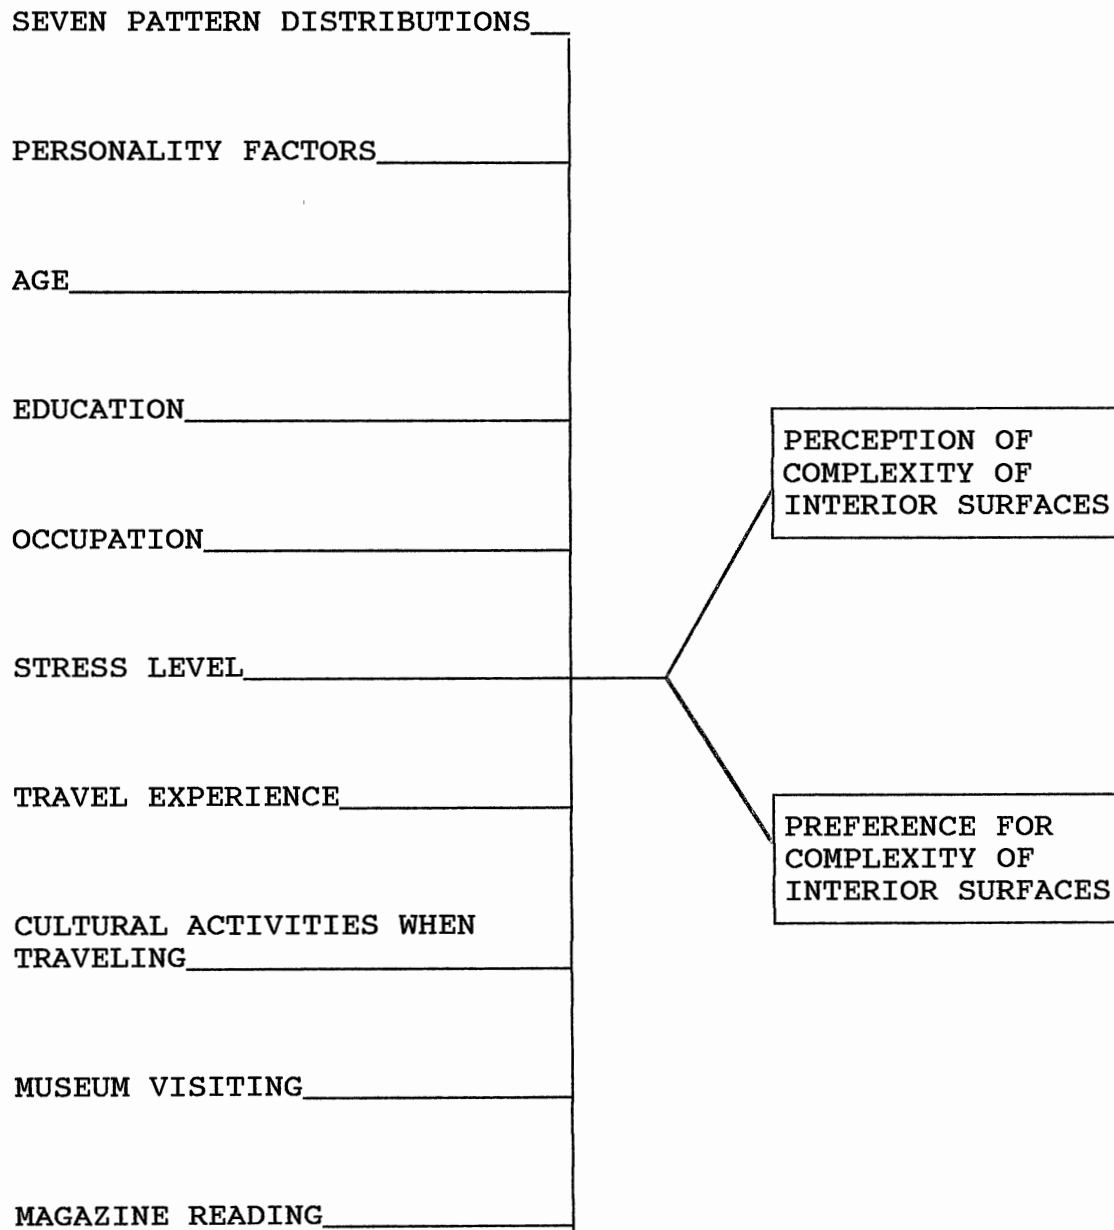 SEVEN PATTERN DISTRIBUTIONS
PERSONALITY FACTORS
AGE
EDUCATION
OCCUPATION
STRESS LEVEL
TRAVEL EXPERIENCE
CULTURAL ACTIVITIES WHEN
TRAVELING
MUSEUM VISITING
MAGAZINE READING
PERCEPTION OF
COMPLEXITY OF
INTERIOR SURFACES
PREFERENCE FOR
COMPLEXITY OF
INTERIOR SURFACES